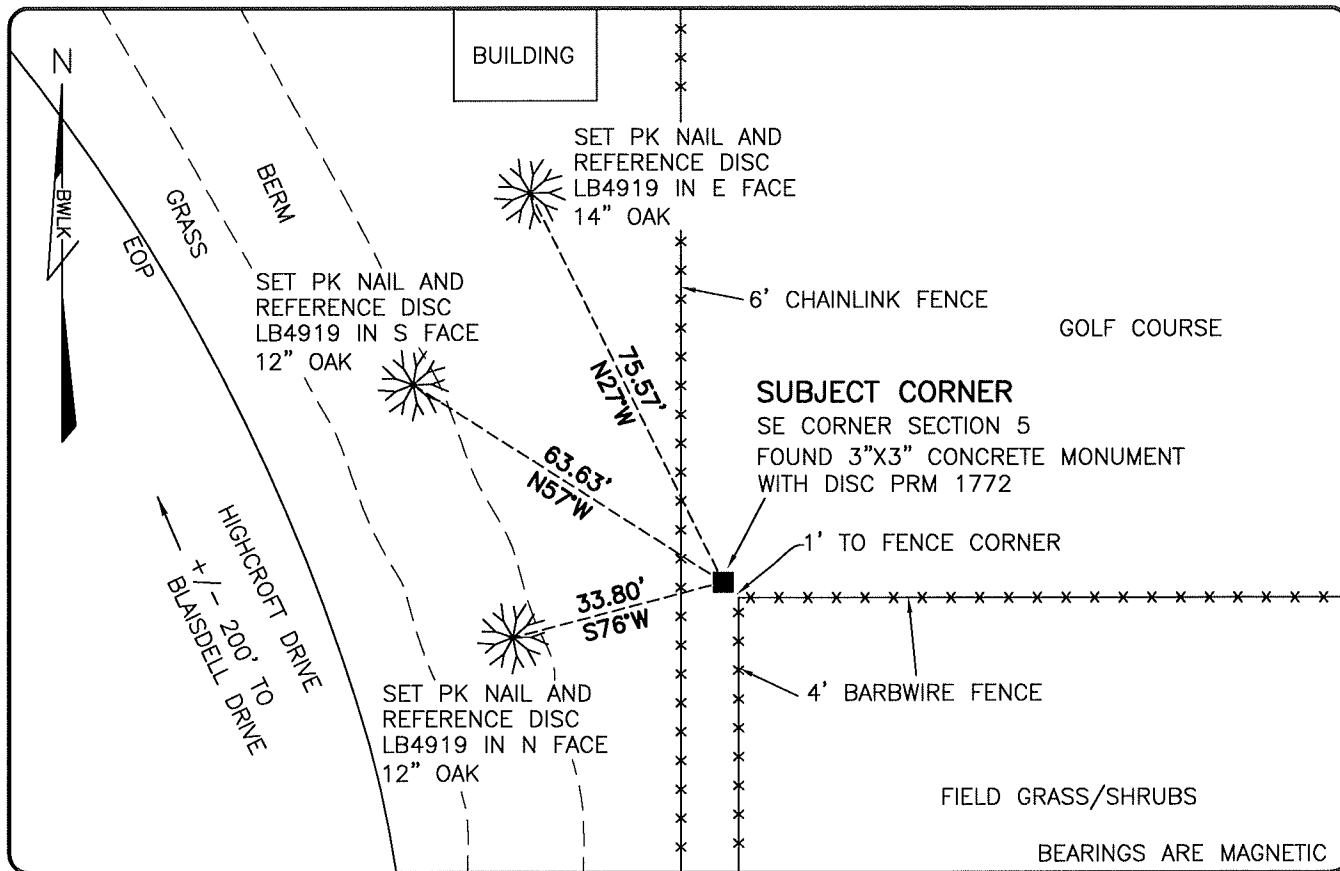 BUILDING
N
BWLK
EOP
GRASS
BERM
SET PK NAIL AND
REFERENCE DISC
LB4919 IN E FACE
14" OAK
SET PK NAIL AND
REFERENCE DISC
LB4919 IN S FACE
12" OAK
6' CHAINLINK FENCE
GOLF COURSE
75.57'
N27°W
SUBJECT CORNER
SE CORNER SECTION 5
FOUND 3"X3" CONCRETE MONUMENT
WITH DISC PRM 1772
63.63'
N57°W
1' TO FENCE CORNER
33.80'
S76°W
HIGHCROFT DRIVE
+/- 200' TO
BLAISDELL DRIVE
SET PK NAIL AND
REFERENCE DISC
LB4919 IN N FACE
12" OAK
4' BARBWIRE FENCE
FIELD GRASS/SHRUBS
BEARINGS ARE MAGNETIC